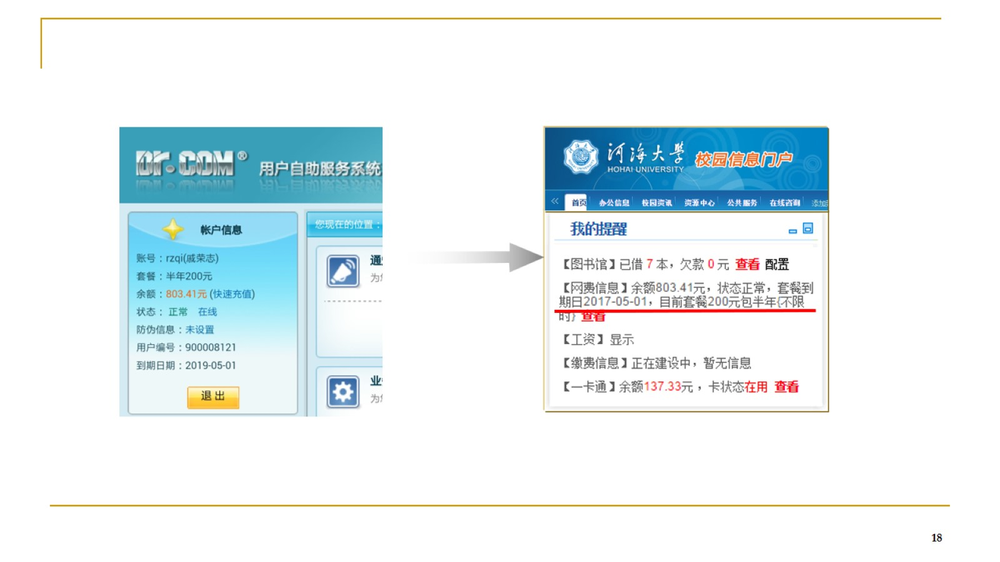 Dr.COM® 用户自助服务系统
帐户信息
账号：rzqi(戚荣志)
套餐：半年200元
余额：803.41元 (快速充值)
状态： 正常 在线
防伪信息：未设置
用户编号：900008121
到期日期：2019-05-01
退 出
您现在的位置：
通
为
业
为
河海大学
HOHAI UNIVERSITY
校园信息门户
« 首页 办公信息 校园资讯 资源中心 公共服务 在线咨询 添加
我的提醒
【图书馆】已借 7 本，欠款 0 元 查看 配置
【网费信息】余额803.41元，状态正常，套餐到
期日2017-05-01，目前套餐200元包半年{不限
时} 查看
【工资】显示
【缴费信息】正在建设中，暂无信息
【一卡通】余额137.33元 ，卡状态在用 查看
18